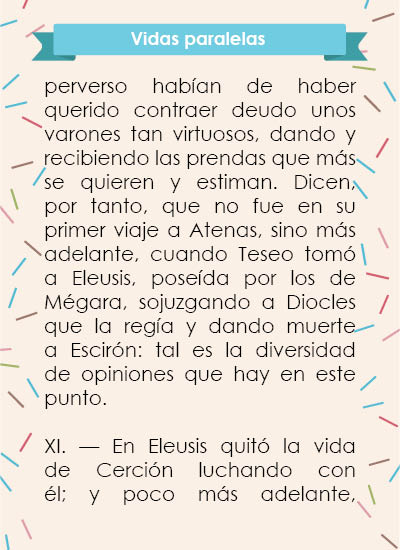 Vidas paralelas
perverso habían de haber
querido contraer deudo unos
varones tan virtuosos, dando y
recibiendo las prendas que más
se quieren y estiman. Dicen,
por tanto, que no fue en su
primer viaje a Atenas, sino más
adelante, cuando Teseo tomó
a Eleusis, poseída por los de
Mégara, sojuzgando a Diocles
que la regía y dando muerte
a Escirón: tal es la diversidad
de opiniones que hay en este
punto.
XI. — En Eleusis quitó la vida
de Cerción luchando con
él; y poco más adelante,